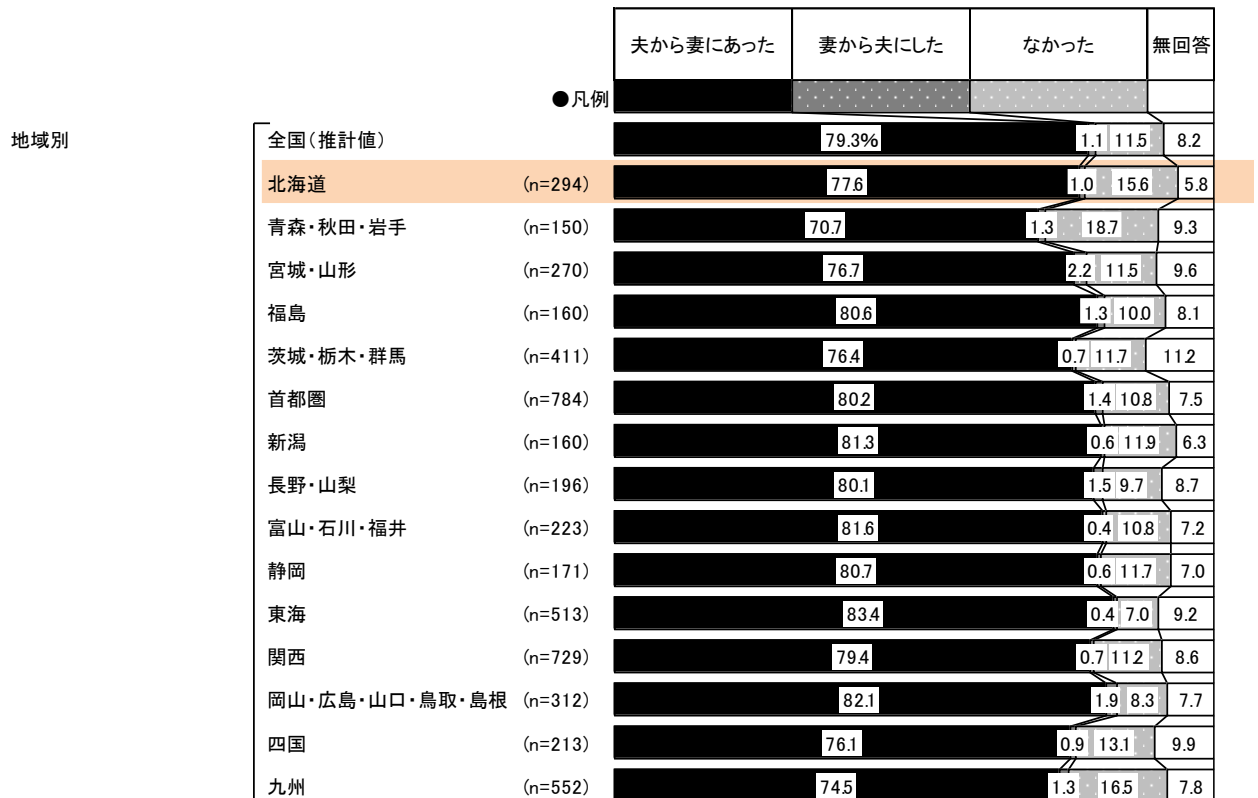 夫から妻にあった 妻から夫にした なかった 無回答
●凡例
地域別
全国（推計値） 79.3% 1.1 11.5 8.2
北海道 (n=294) 77.6 1.0 15.6 5.8
青森・秋田・岩手 (n=150) 70.7 1.3 18.7 9.3
宮城・山形 (n=270) 76.7 2.2 11.5 9.6
福島 (n=160) 80.6 1.3 10.0 8.1
茨城・栃木・群馬 (n=411) 76.4 0.7 11.7 11.2
首都圏 (n=784) 80.2 1.4 10.8 7.5
新潟 (n=160) 81.3 0.6 11.9 6.3
長野・山梨 (n=196) 80.1 1.5 9.7 8.7
富山・石川・福井 (n=223) 81.6 0.4 10.8 7.2
静岡 (n=171) 80.7 0.6 11.7 7.0
東海 (n=513) 83.4 0.4 7.0 9.2
関西 (n=729) 79.4 0.7 11.2 8.6
岡山・広島・山口・鳥取・島根 (n=312) 82.1 1.9 8.3 7.7
四国 (n=213) 76.1 0.9 13.1 9.9
九州 (n=552) 74.5 1.3 16.5 7.8